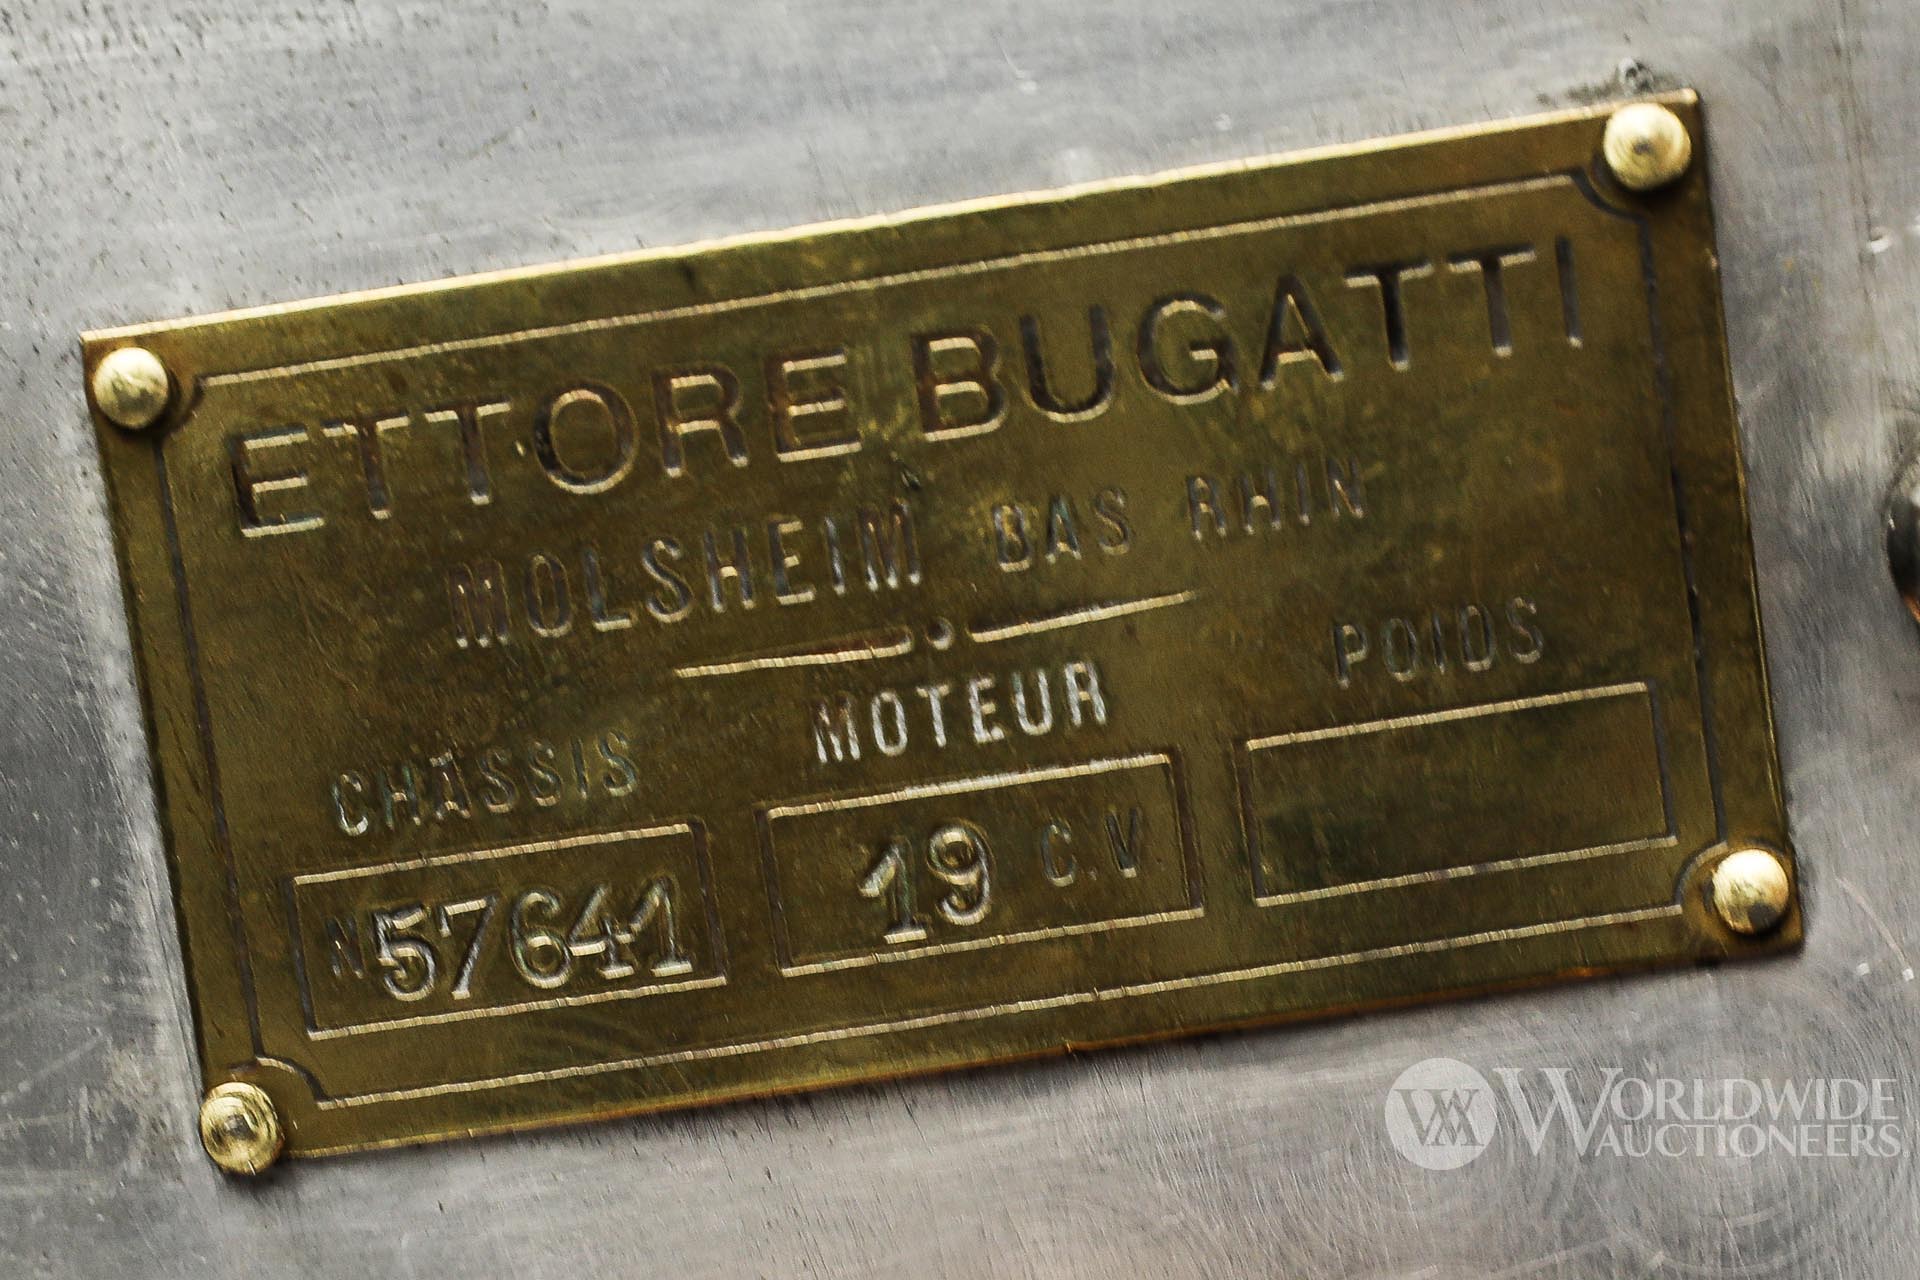 ETTORE BUGATTI
MOLSHEIM BAS RHIN
CHASSIS MOTEUR POIDS
N 57641 19 C.V.
WORLDWIDE
AUCTIONEERS